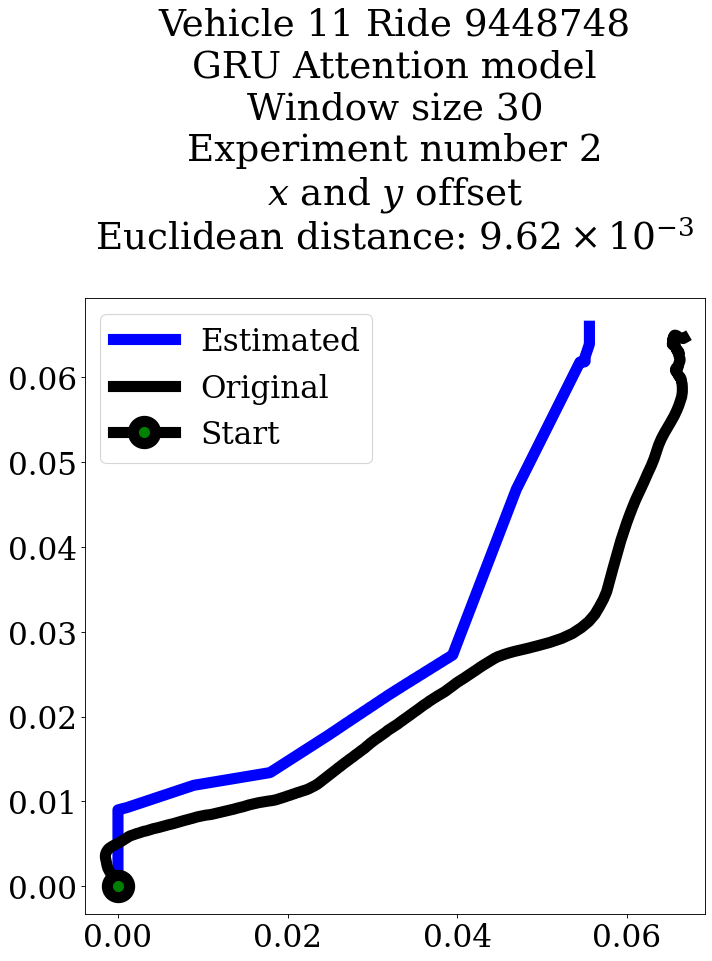 Vehicle 11 Ride 9448748
GRU Attention model
Window size 30
Experiment number 2
x and y offset
Euclidean distance: 9.62 × 10⁻³
Estimated
Original
Start
0.06
0.05
0.04
0.03
0.02
0.01
0.00
0.00 0.02 0.04 0.06